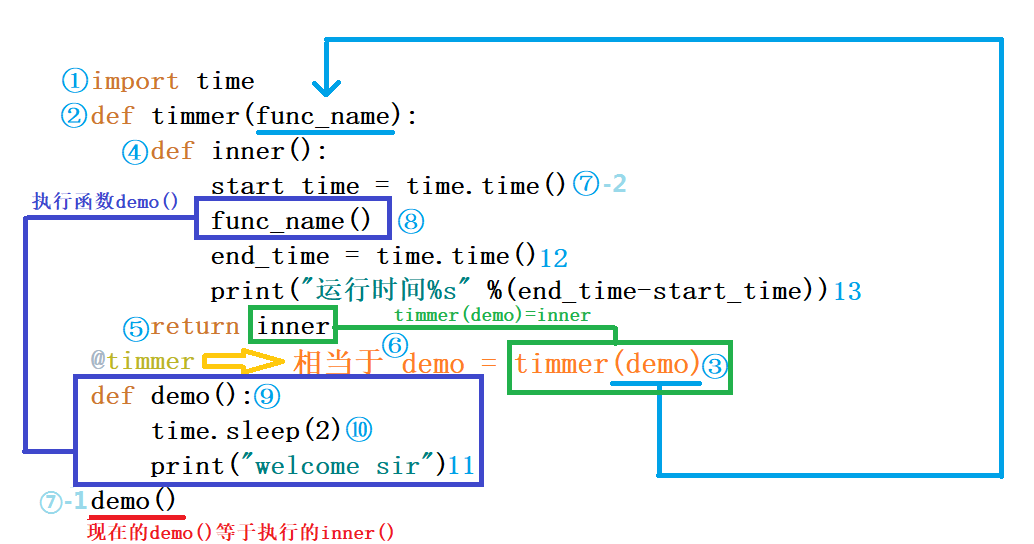 ①import time
②def timmer(func_name):
④def inner():
start_time = time.time()⑦-2
执行函数demo()
func_name() ⑧
end_time = time.time()12
print("运行时间%s" %(end_time-start_time))13
⑤return inner
timmer(demo)=inner
@timmer 相当于⑥demo = timmer(demo)③
def demo():⑨
time.sleep(2)⑩
print("welcome sir")11
⑦-1demo()
现在的demo()等于执行的inner()